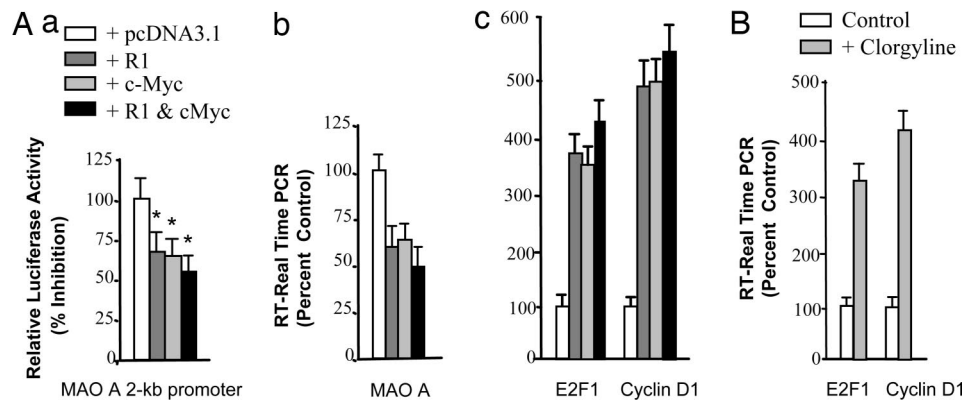 A a
+ pcDNA3.1
+ R1
+ c-Myc
+ R1 & cMyc
Relative Luciferase Activity
(% Inhibition)
125
100
75
50
25
0
* * *
MAO A 2-kb promoter
b
RT-Real Time PCR
(Percent Control)
125
100
75
50
25
0
MAO A
c
600
500
400
300
200
100
0
E2F1 Cyclin D1
B
Control
+ Clorgyline
RT-Real Time PCR
(Percent Control)
500
400
300
200
100
0
E2F1 Cyclin D1